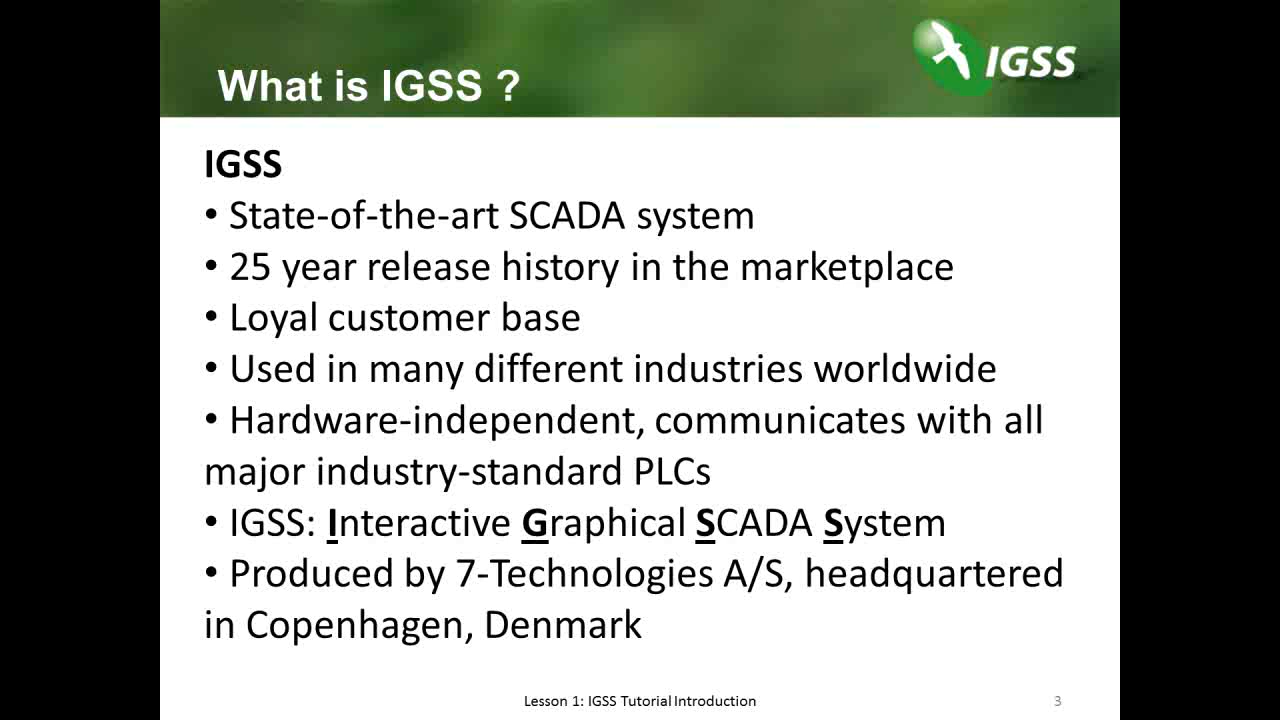 IGSS
What is IGSS ?
IGSS
• State-of-the-art SCADA system
• 25 year release history in the marketplace
• Loyal customer base
• Used in many different industries worldwide
• Hardware-independent, communicates with all
major industry-standard PLCs
• IGSS: Interactive Graphical SCADA System
• Produced by 7-Technologies A/S, headquartered
in Copenhagen, Denmark
Lesson 1: IGSS Tutorial Introduction
3